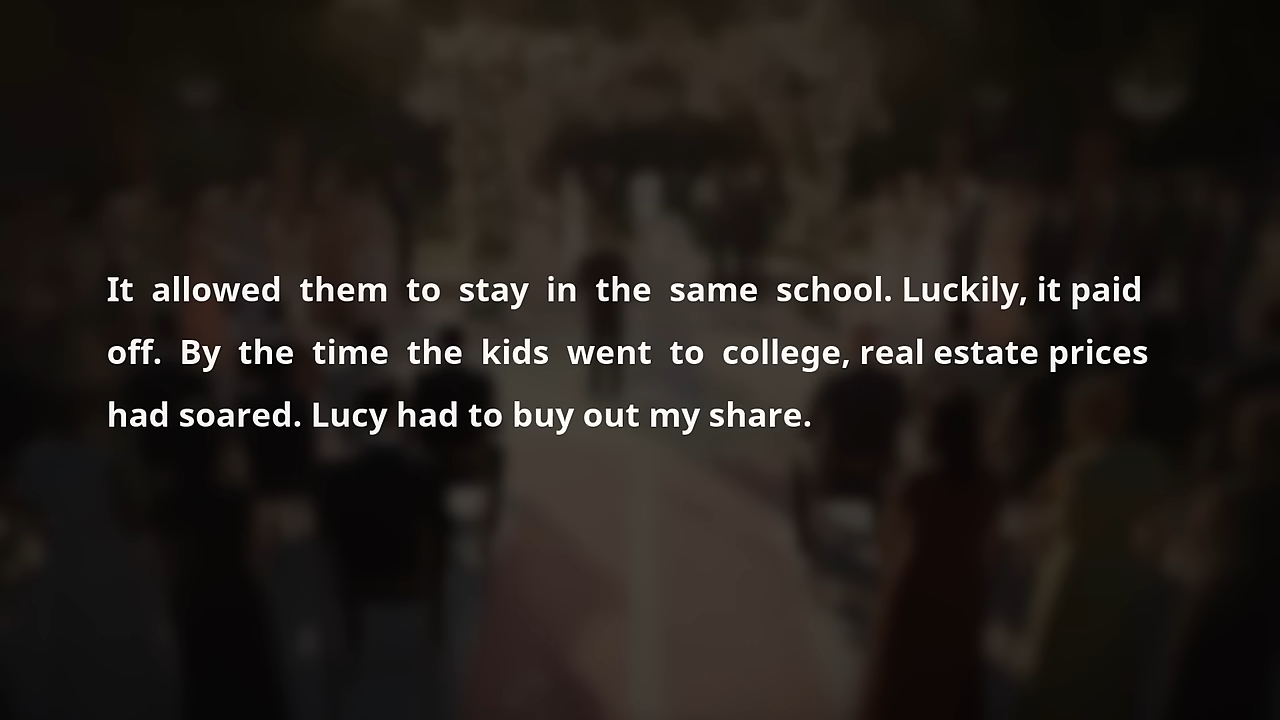 It allowed them to stay in the same school. Luckily, it paid
off. By the time the kids went to college, real estate prices
had soared. Lucy had to buy out my share.